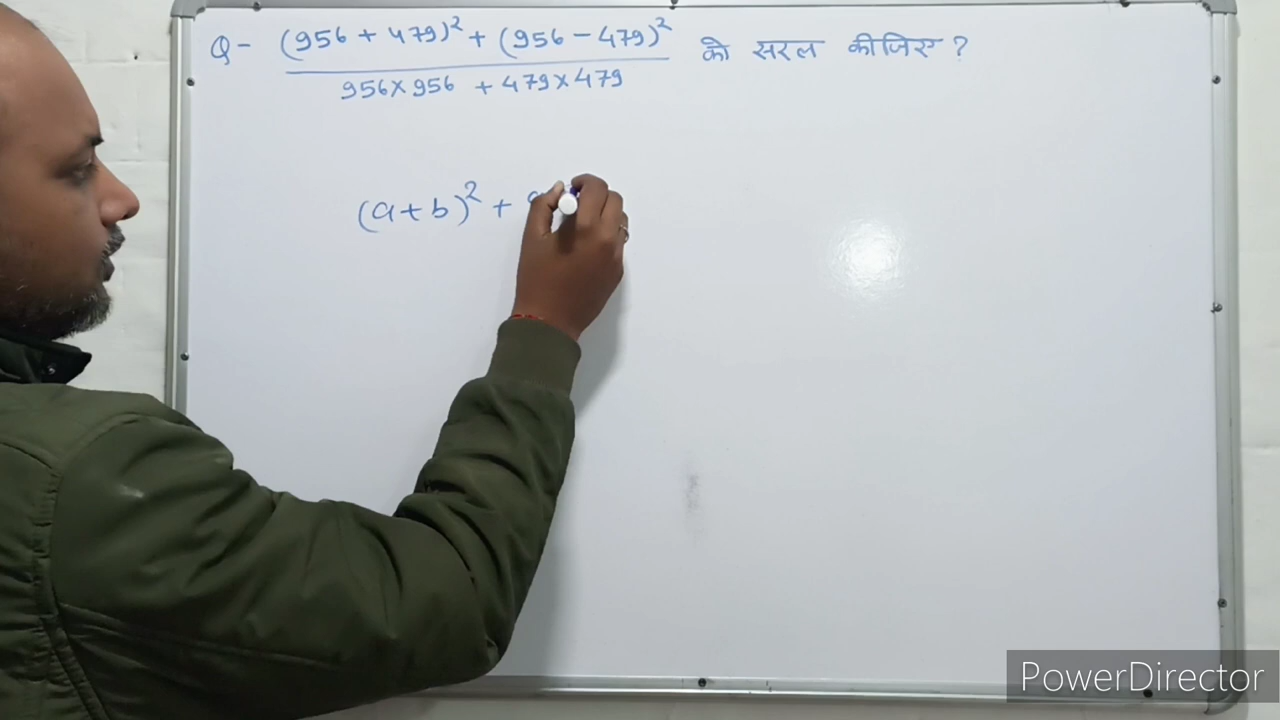 Q- (956 + 479)² + (956 - 479)² को सरल कीजिए ?
956×956 + 479×479
(a+b)² +
PowerDirector